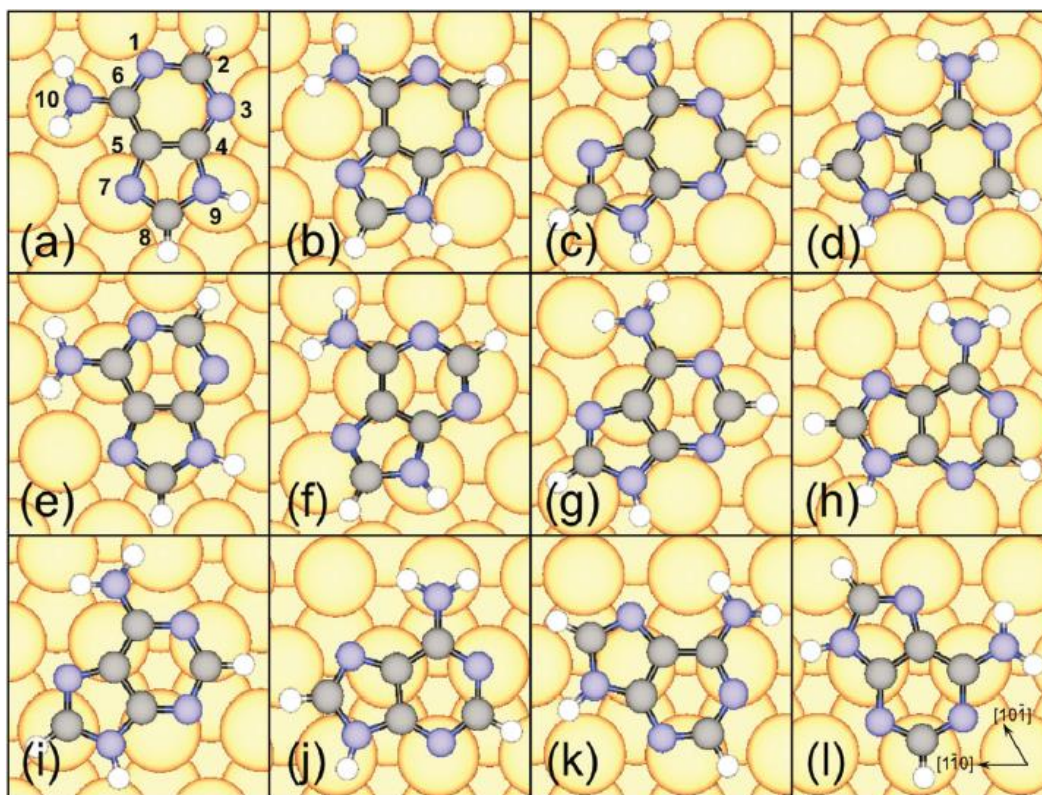 1
2
6
10
3
5
4
7
9
8
(a)
(b)
(c)
(d)
(e)
(f)
(g)
(h)
(i)
(j)
(k)
(l)
[101̄]
[11̄0]